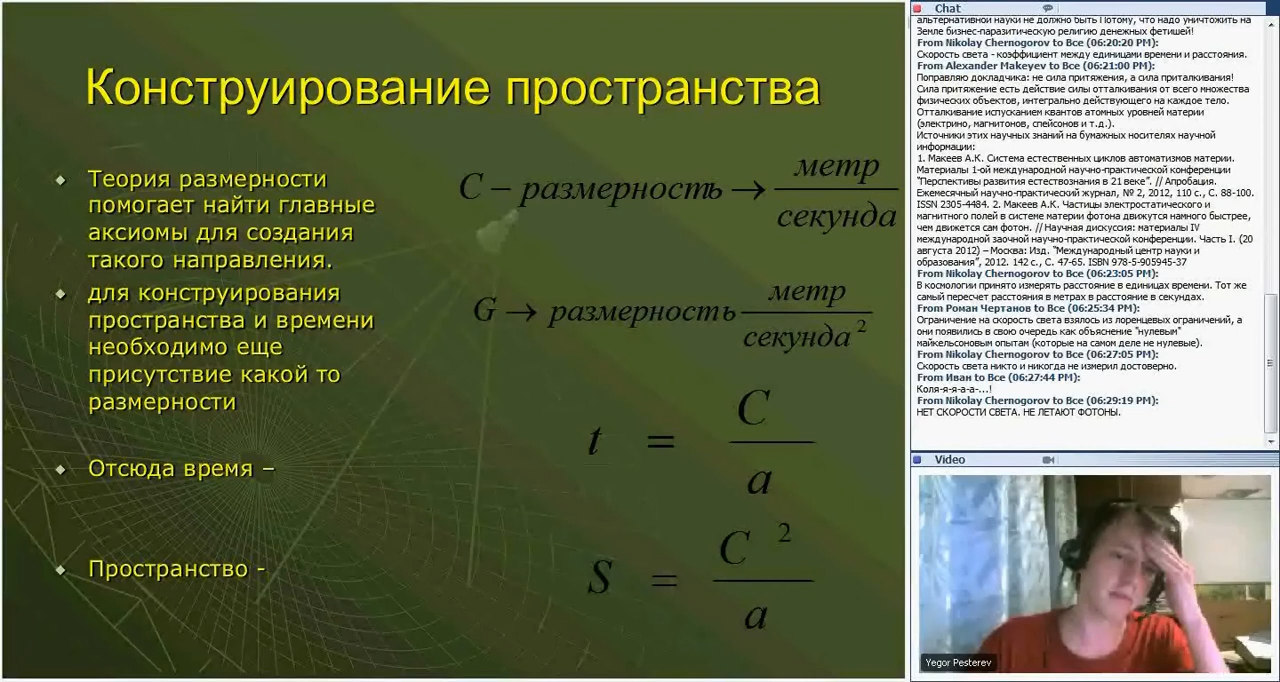 Конструирование пространства
Теория размерности
помогает найти главные
аксиомы для создания
такого направления.
для конструирования
пространства и времени
необходимо еще
присутствие какой то
размерности
Отсюда время –
Пространство -
C – размерность → метр / секунда
G → размерность метр / секунда²
t = C / a
S = C² / a
Chat
альтернативной науки не должно быть Потому, что надо уничтожить на
Земле бизнес-паразитическую религию денежных фетишей!
From Nikolay Chernogorov to Все (06:20:20 PM):
Скорость света - коэффициент между единицами времени и расстояния.
From Alexander Makeyev to Все (06:21:00 PM):
Поправляю докладчика: не сила притяжения, а сила приталкивания!
Сила притяжение есть действие силы отталкивания от всего множества
физических объектов, интегрально действующего на каждое тело.
Отталкивание испусканием квантов атомных уровней материи
(электрино, магнитонов, спейсонов и т.д.).
Источники этих научных знаний на бумажных носителях научной
информации:
1. Макеев А.К. Система естественных циклов автоматизмов материи.
Материалы 1-ой международной научно-практической конференции
"Перспективы развития естествознания в 21 веке". // Апробация.
Ежемесячный научно-практический журнал, № 2, 2012, 110 с., С. 88-100.
ISSN 2305-4484. 2. Макеев А.К. Частицы электростатического и
магнитного полей в системе материи фотона движутся намного быстрее,
чем движется сам фотон. // Научная дискуссия: материалы IV
международной заочной научно-практической конференции. Часть I. (20
августа 2012) – Москва: Изд. "Международный центр науки и
образования", 2012. 142 с., С. 47-65. ISBN 978-5-905945-37
From Nikolay Chernogorov to Все (06:23:05 PM):
В космологии принято измерять расстояние в единицах времени. Тот же
самый пересчет расстояния в метрах в расстояние в секундах.
From Роман Чертанов to Все (06:25:34 PM):
Ограничение на скорость света взялось из лоренцевых ограничений, а
они появились в свою очередь как объяснение "нулевым"
майкельсоновым опытам (которые на самом деле не нулевые).
From Nikolay Chernogorov to Все (06:27:05 PM):
Скорость света никто и никогда не измерил достоверно.
From Иван to Все (06:27:44 PM):
Коля-я-я-а-а-...!
From Nikolay Chernogorov to Все (06:29:19 PM):
НЕТ СКОРОСТИ СВЕТА. НЕ ЛЕТАЮТ ФОТОНЫ.
Video
Yegor Pesterev